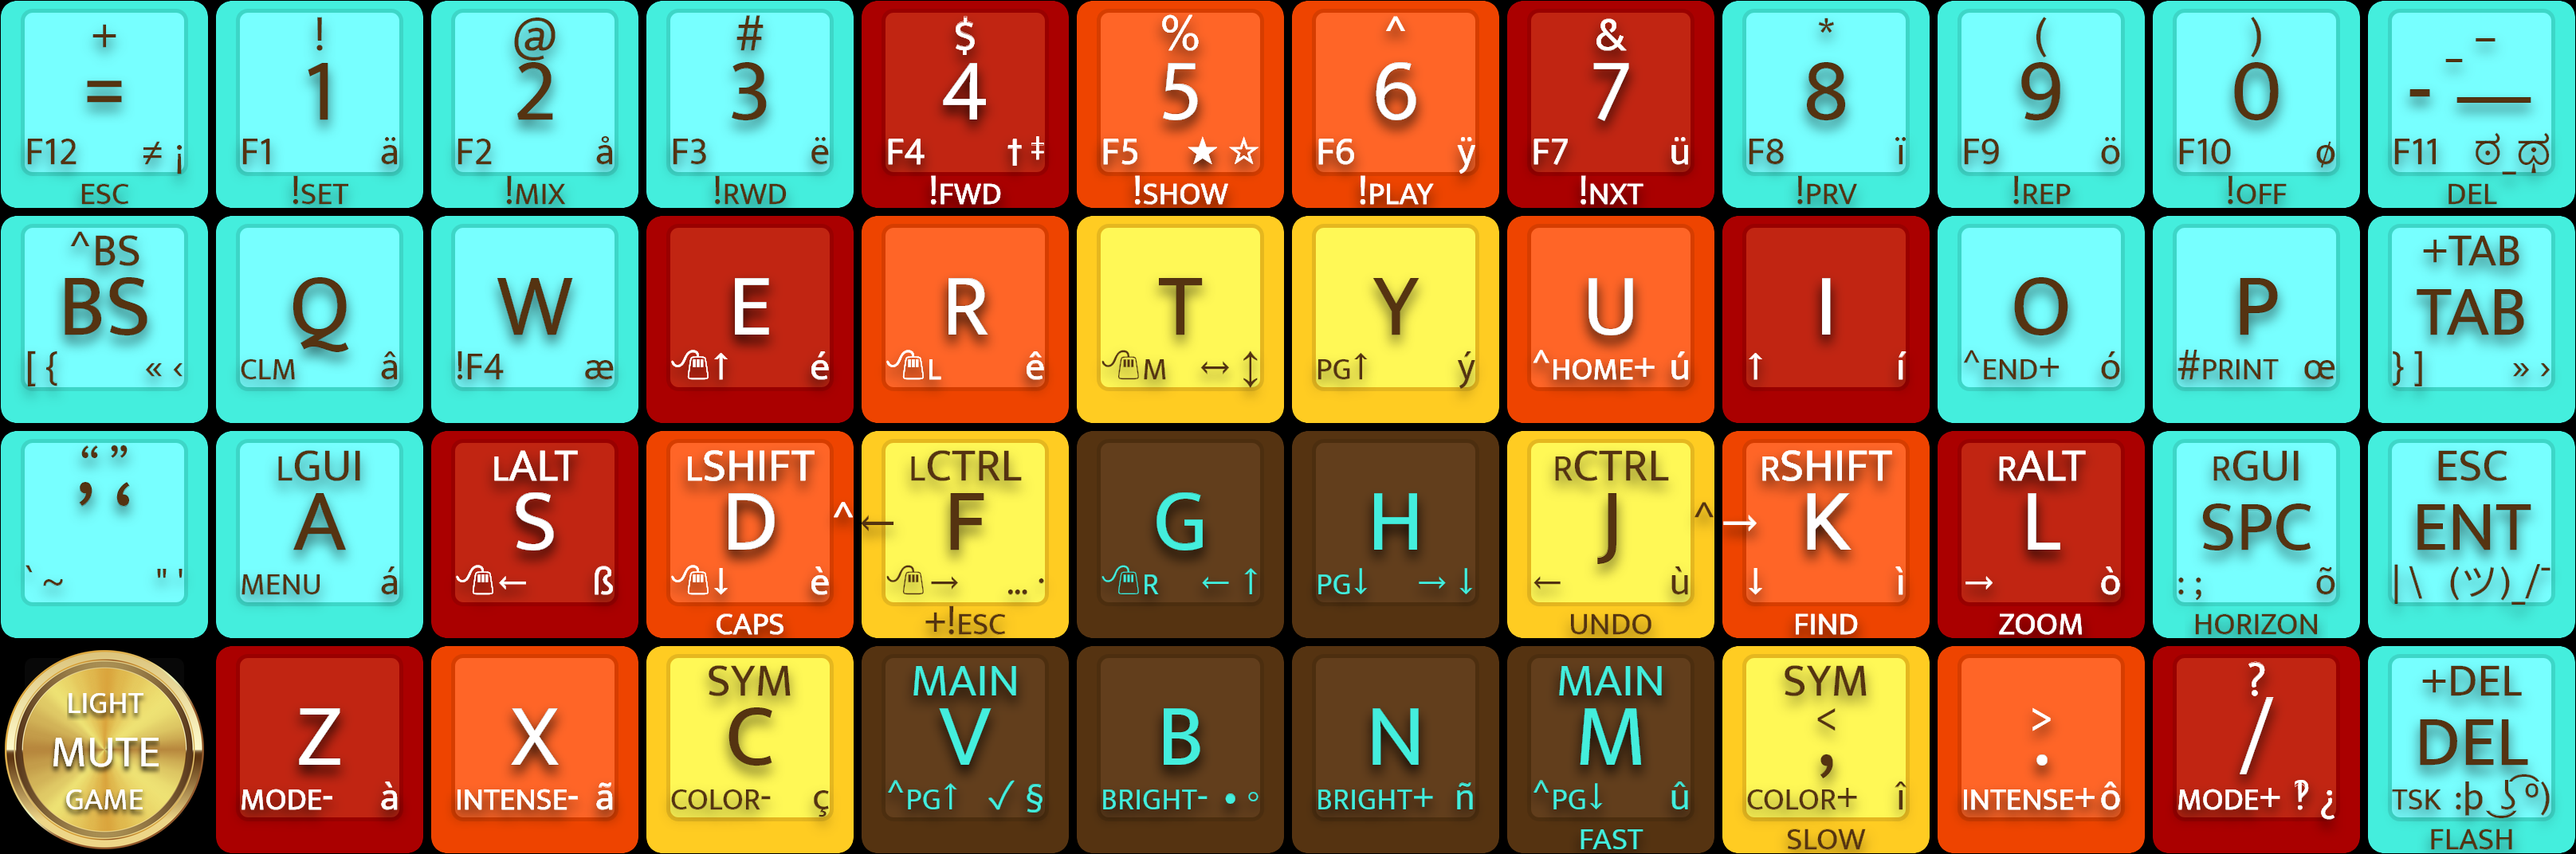 + ! @ # $ % ^ & * ( ) _ –
= 1 2 3 4 5 6 7 8 9 0 - —
F12 ≠ ¡ F1 ä F2 å F3 ë F4 † ‡ F5 ★ ☆ F6 ÿ F7 ü F8 ï F9 ö F10 ø F11
ESC !SET !MIX !RWD !FWD !SHOW !PLAY !NXT !PRV !REP !OFF DEL
^BS +TAB
BS Q W E R T Y U I O P TAB
[ { « ‹ CLM â !F4 æ ↑ é L ê M ↔ ↕ PG↑ ý ^HOME+ ú ↑ í ^END+ ó #PRINT œ } ] » ›
“ ” LGUI LALT LSHIFT LCTRL RCTRL RSHIFT RALT RGUI ESC
’ ‘ A S D ^← F G H J ^→ K L SPC ENT
` ~ " ' MENU á ← ß ↓ è → … · R ← ↑ PG↓ → ↓ ← ù ↓ ì → ò : ; õ | \ (ツ)_/¯
CAPS +!ESC UNDO FIND ZOOM HORIZON
LIGHT SYM MAIN MAIN SYM ? +DEL
MUTE Z X C V B N M < , > . / DEL
GAME MODE- à INTENSE- ã COLOR- ç ^PG↑ ✓ § BRIGHT- • ◦ BRIGHT+ ñ ^PG↓ û COLOR+ î INTENSE+ ô MODE+ ‽ ¿ TSK :þ ͜ʖ ͡º)
FAST SLOW FLASH